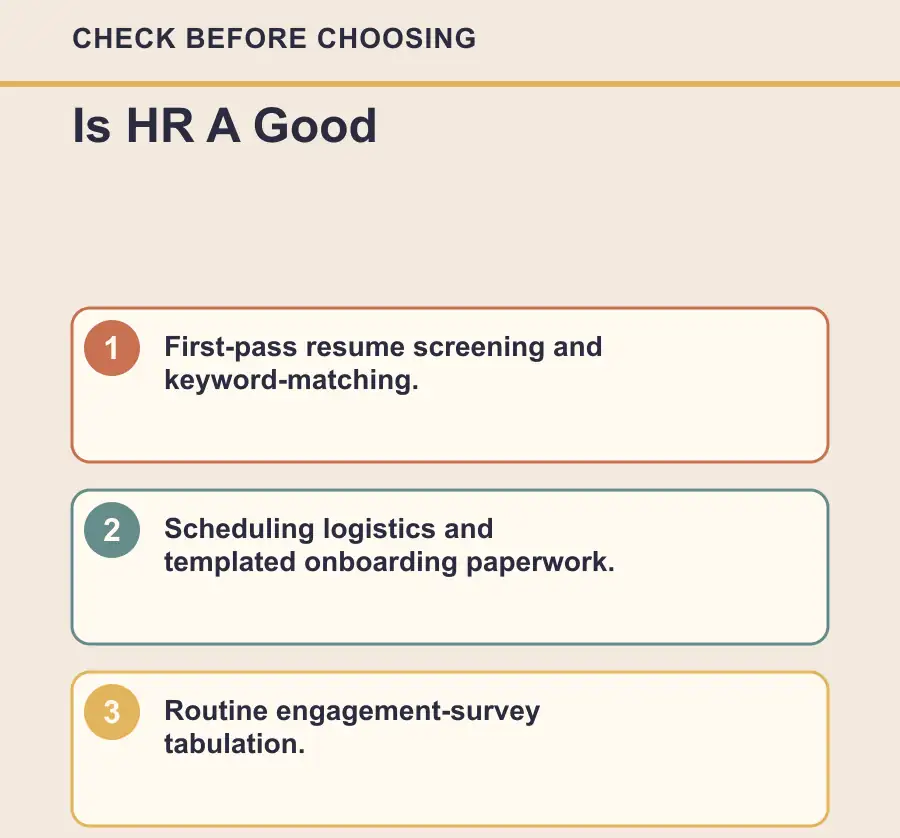 CHECK BEFORE CHOOSING
Is HR A Good
1
First-pass resume screening and
keyword-matching.
2
Scheduling logistics and
templated onboarding paperwork.
3
Routine engagement-survey
tabulation.